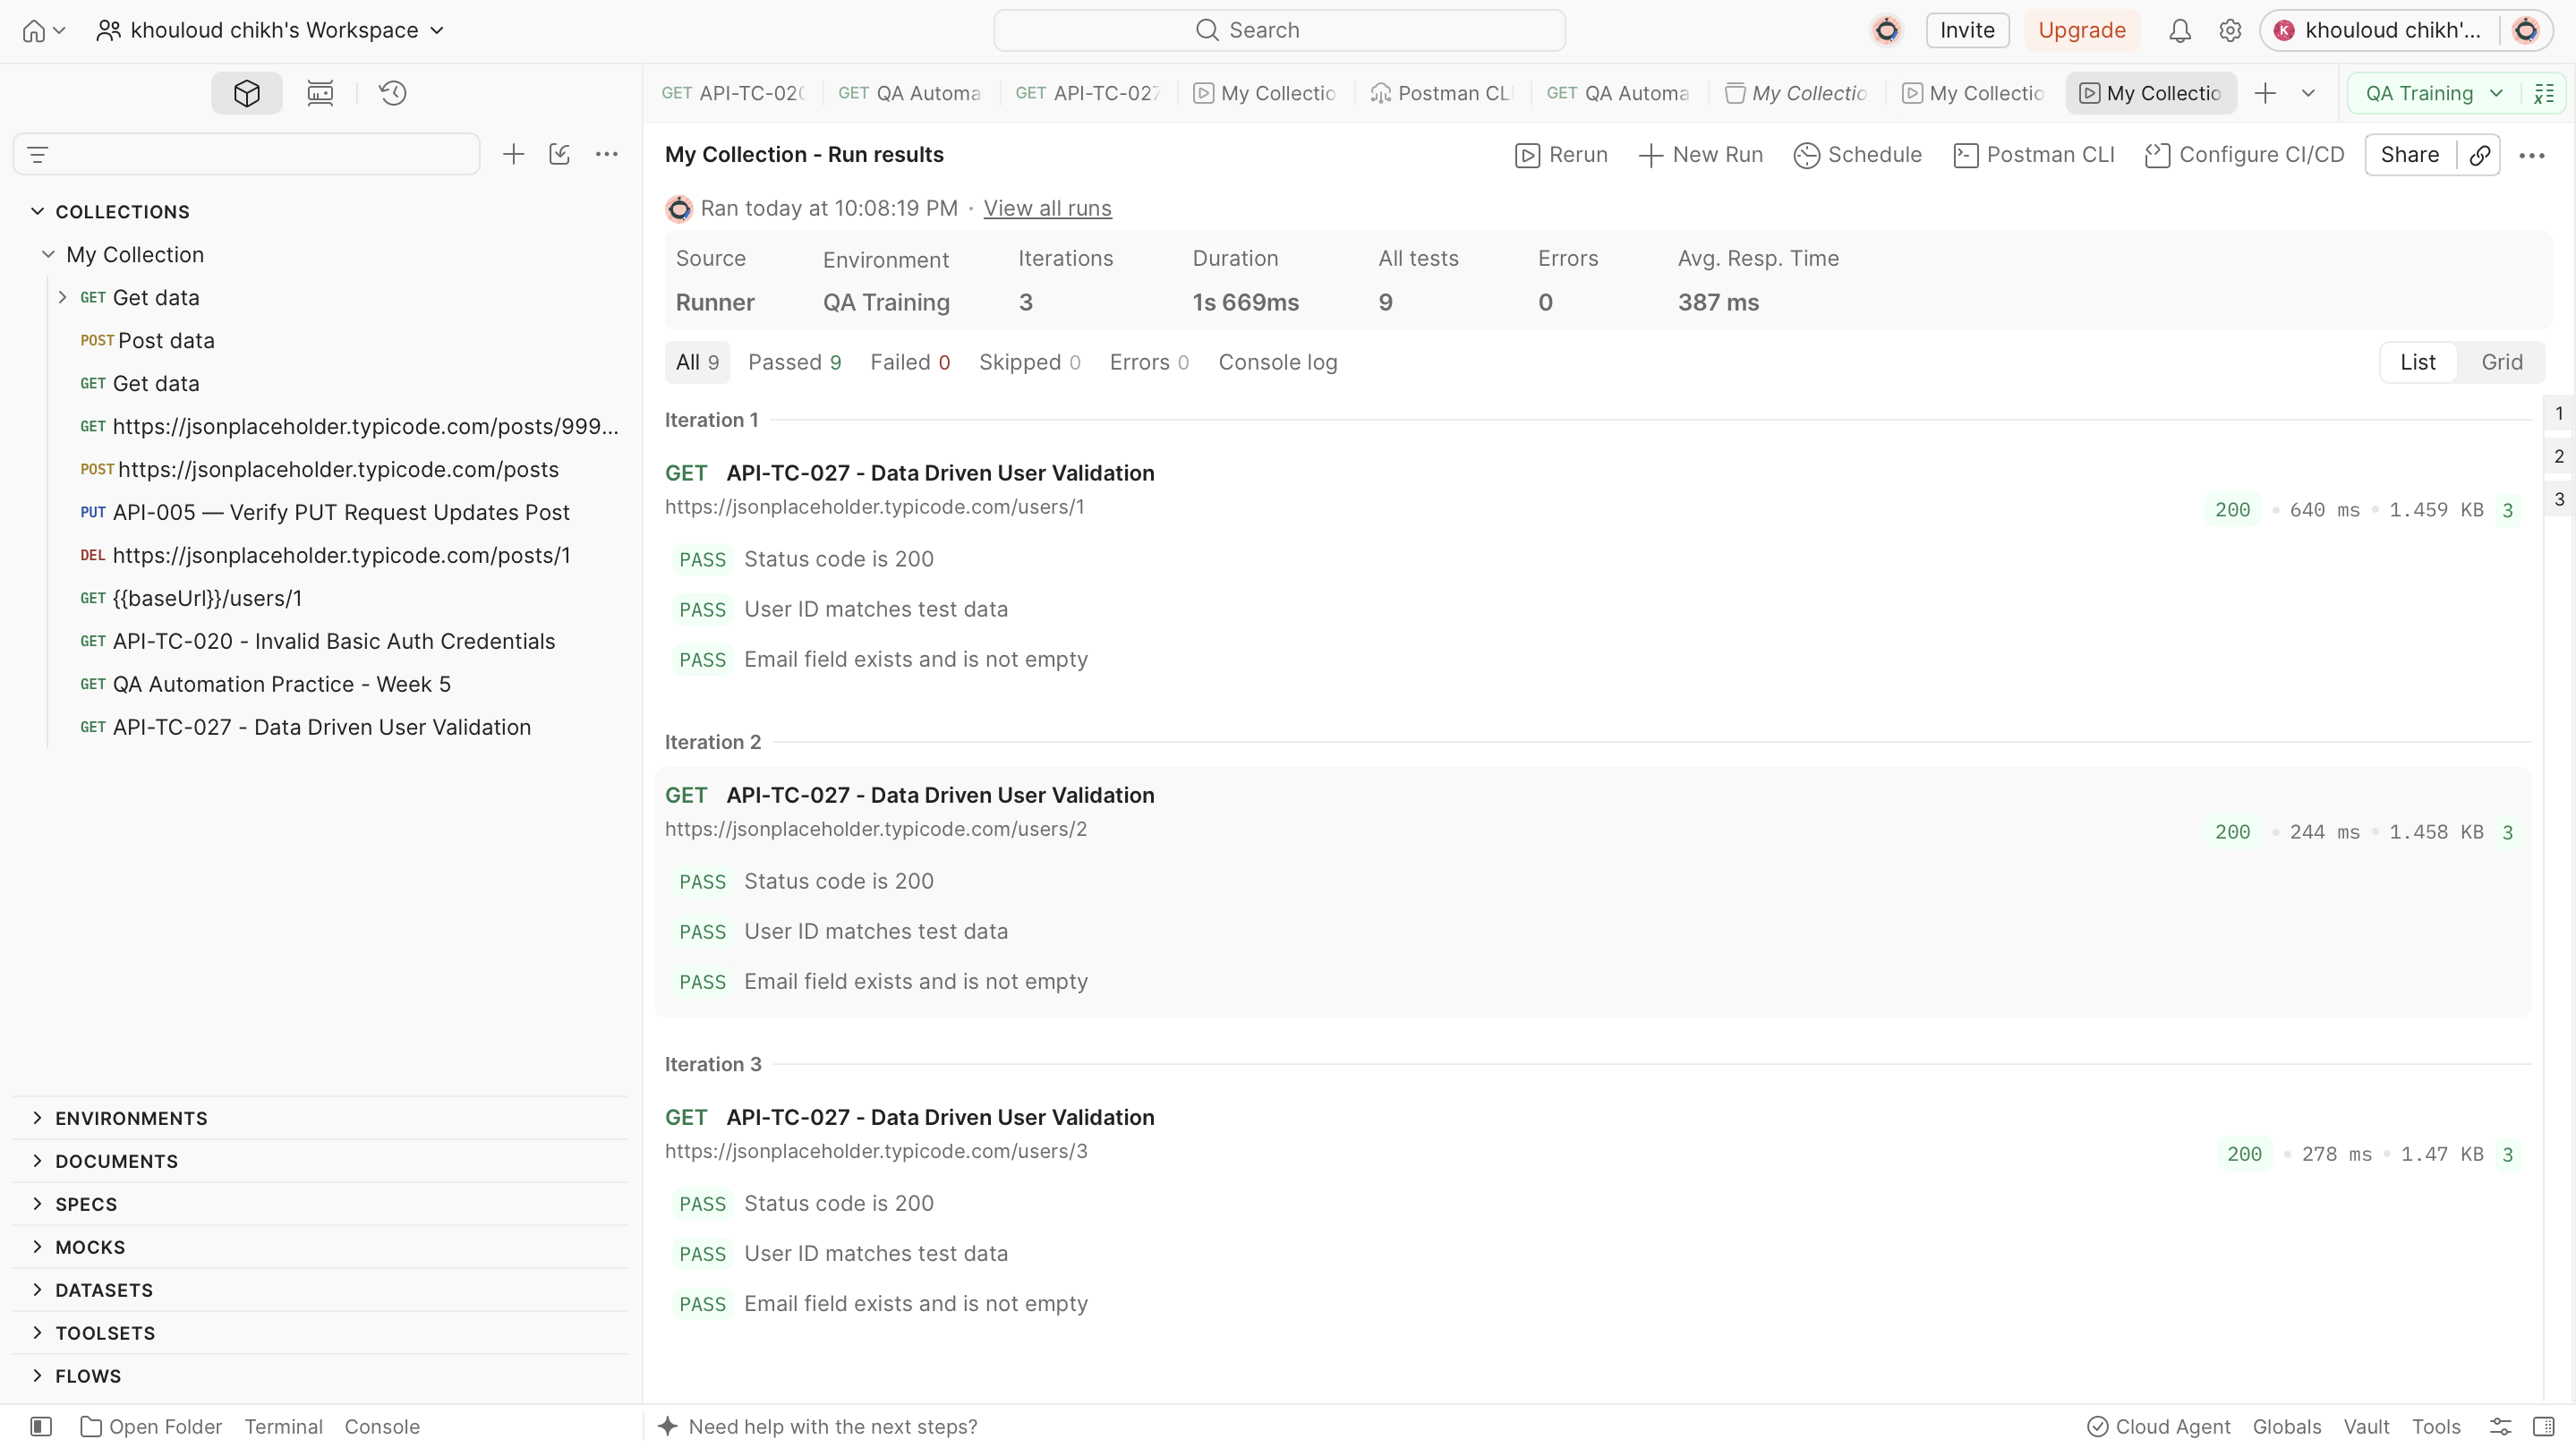 khouloud chikh's Workspace
Search
Invite
Upgrade
K
khouloud chikh'...
GET API-TC-020
GET QA Automa
GET API-TC-027
My Collectio
Postman CLI
GET QA Automa
My Collectio
My Collectio
My Collectio
QA Training
COLLECTIONS
My Collection
GET Get data
POST Post data
GET Get data
GET https://jsonplaceholder.typicode.com/posts/999...
POST https://jsonplaceholder.typicode.com/posts
PUT API-005 — Verify PUT Request Updates Post
DEL https://jsonplaceholder.typicode.com/posts/1
GET {{baseUrl}}/users/1
GET API-TC-020 - Invalid Basic Auth Credentials
GET QA Automation Practice - Week 5
GET API-TC-027 - Data Driven User Validation
ENVIRONMENTS
DOCUMENTS
SPECS
MOCKS
DATASETS
TOOLSETS
FLOWS
My Collection - Run results
Rerun
New Run
Schedule
Postman CLI
Configure CI/CD
Share
Ran today at 10:08:19 PM · View all runs
Source Environment Iterations Duration All tests Errors Avg. Resp. Time
Runner QA Training 3 1s 669ms 9 0 387 ms
All 9 Passed 9 Failed 0 Skipped 0 Errors 0 Console log
List Grid
1
2
3
Iteration 1
GET API-TC-027 - Data Driven User Validation
https://jsonplaceholder.typicode.com/users/1
200 • 640 ms • 1.459 KB 3
PASS Status code is 200
PASS User ID matches test data
PASS Email field exists and is not empty
Iteration 2
GET API-TC-027 - Data Driven User Validation
https://jsonplaceholder.typicode.com/users/2
200 • 244 ms • 1.458 KB 3
PASS Status code is 200
PASS User ID matches test data
PASS Email field exists and is not empty
Iteration 3
GET API-TC-027 - Data Driven User Validation
https://jsonplaceholder.typicode.com/users/3
200 • 278 ms • 1.47 KB 3
PASS Status code is 200
PASS User ID matches test data
PASS Email field exists and is not empty
Open Folder Terminal Console
Need help with the next steps?
Cloud Agent Globals Vault Tools